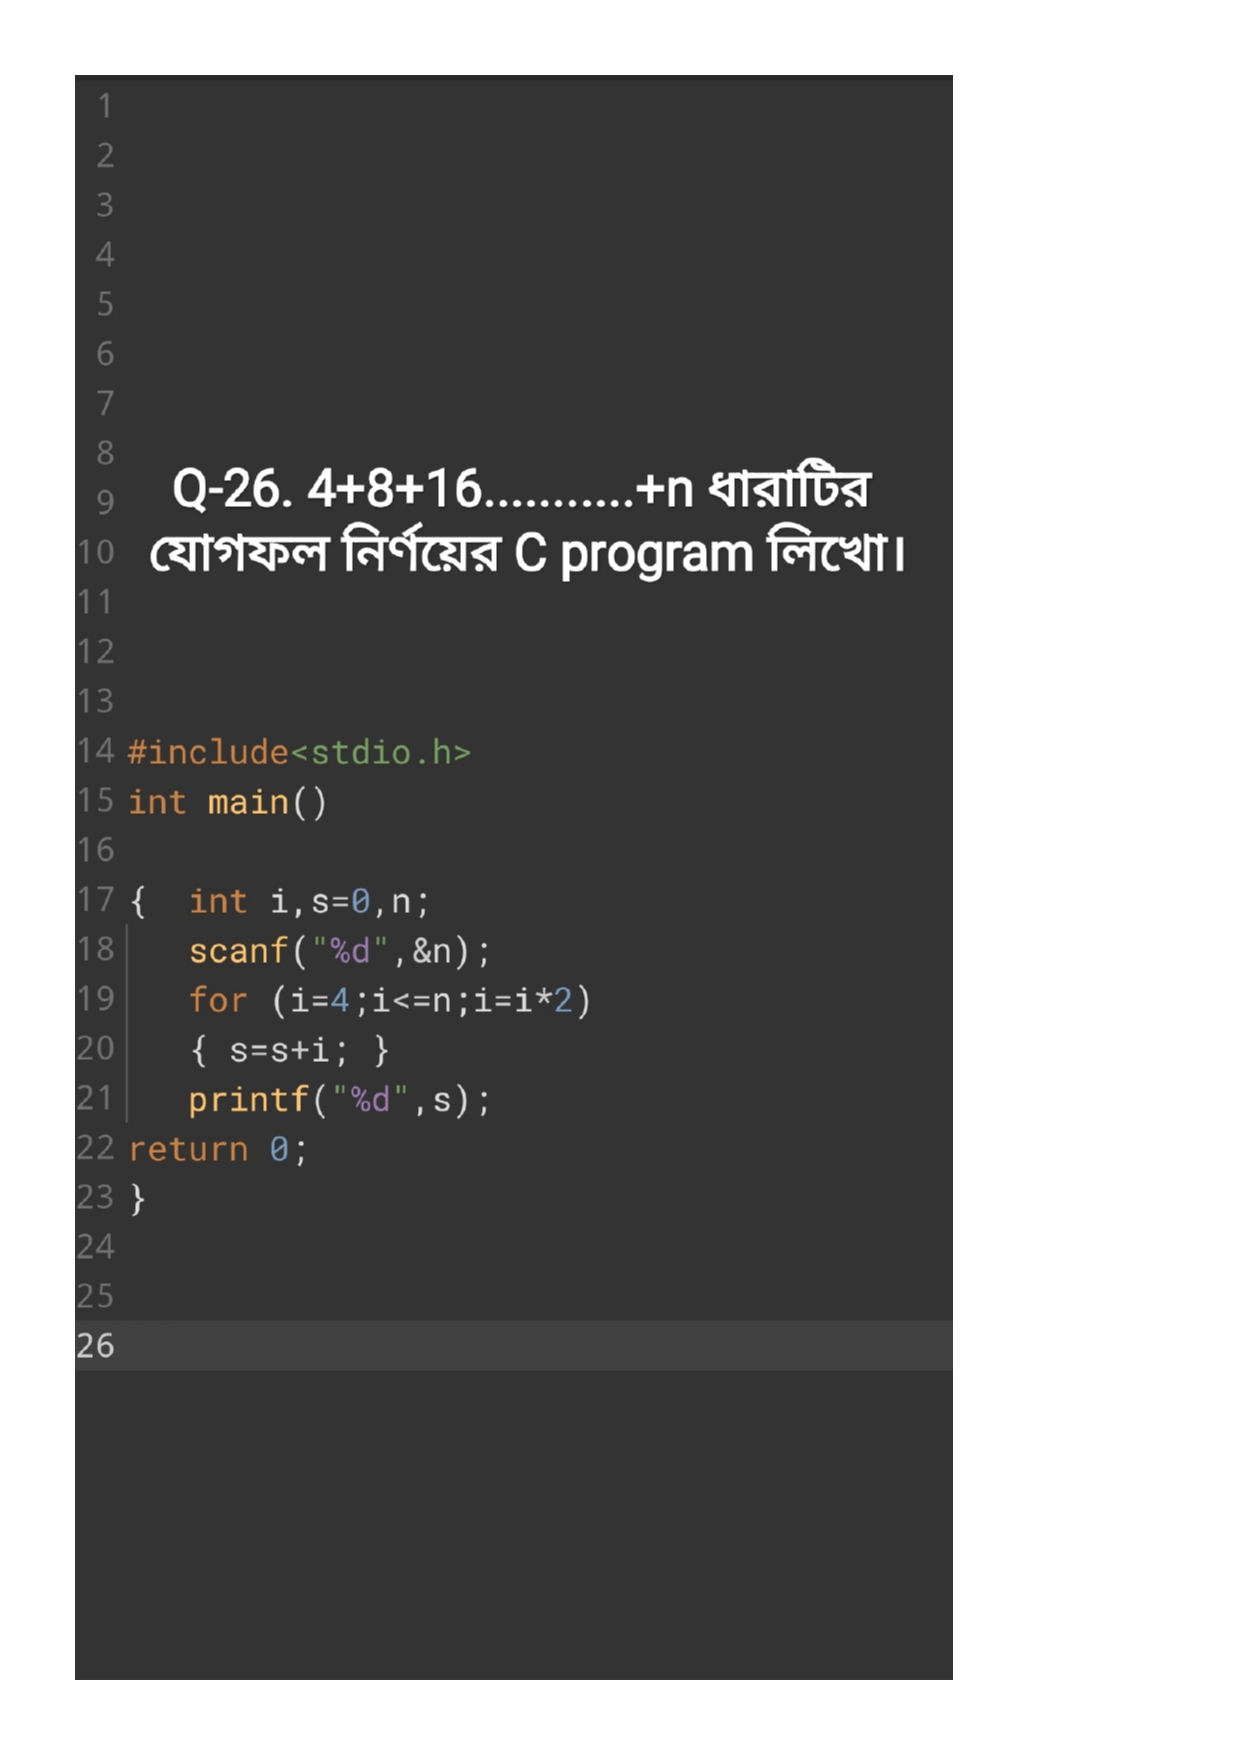 1
2
3
4
5
6
7
8
9
Q-26. 4+8+16...........+n ধারাটির
10 যোগফল নির্ণয়ের C program লিখো।
11
12
13
14 #include<stdio.h>
15 int main()
16
17 {  int i,s=0,n;
18    scanf("%d",&n);
19    for (i=4;i<=n;i=i*2)
20    { s=s+i; }
21    printf("%d",s);
22 return 0;
23 }
24
25
26